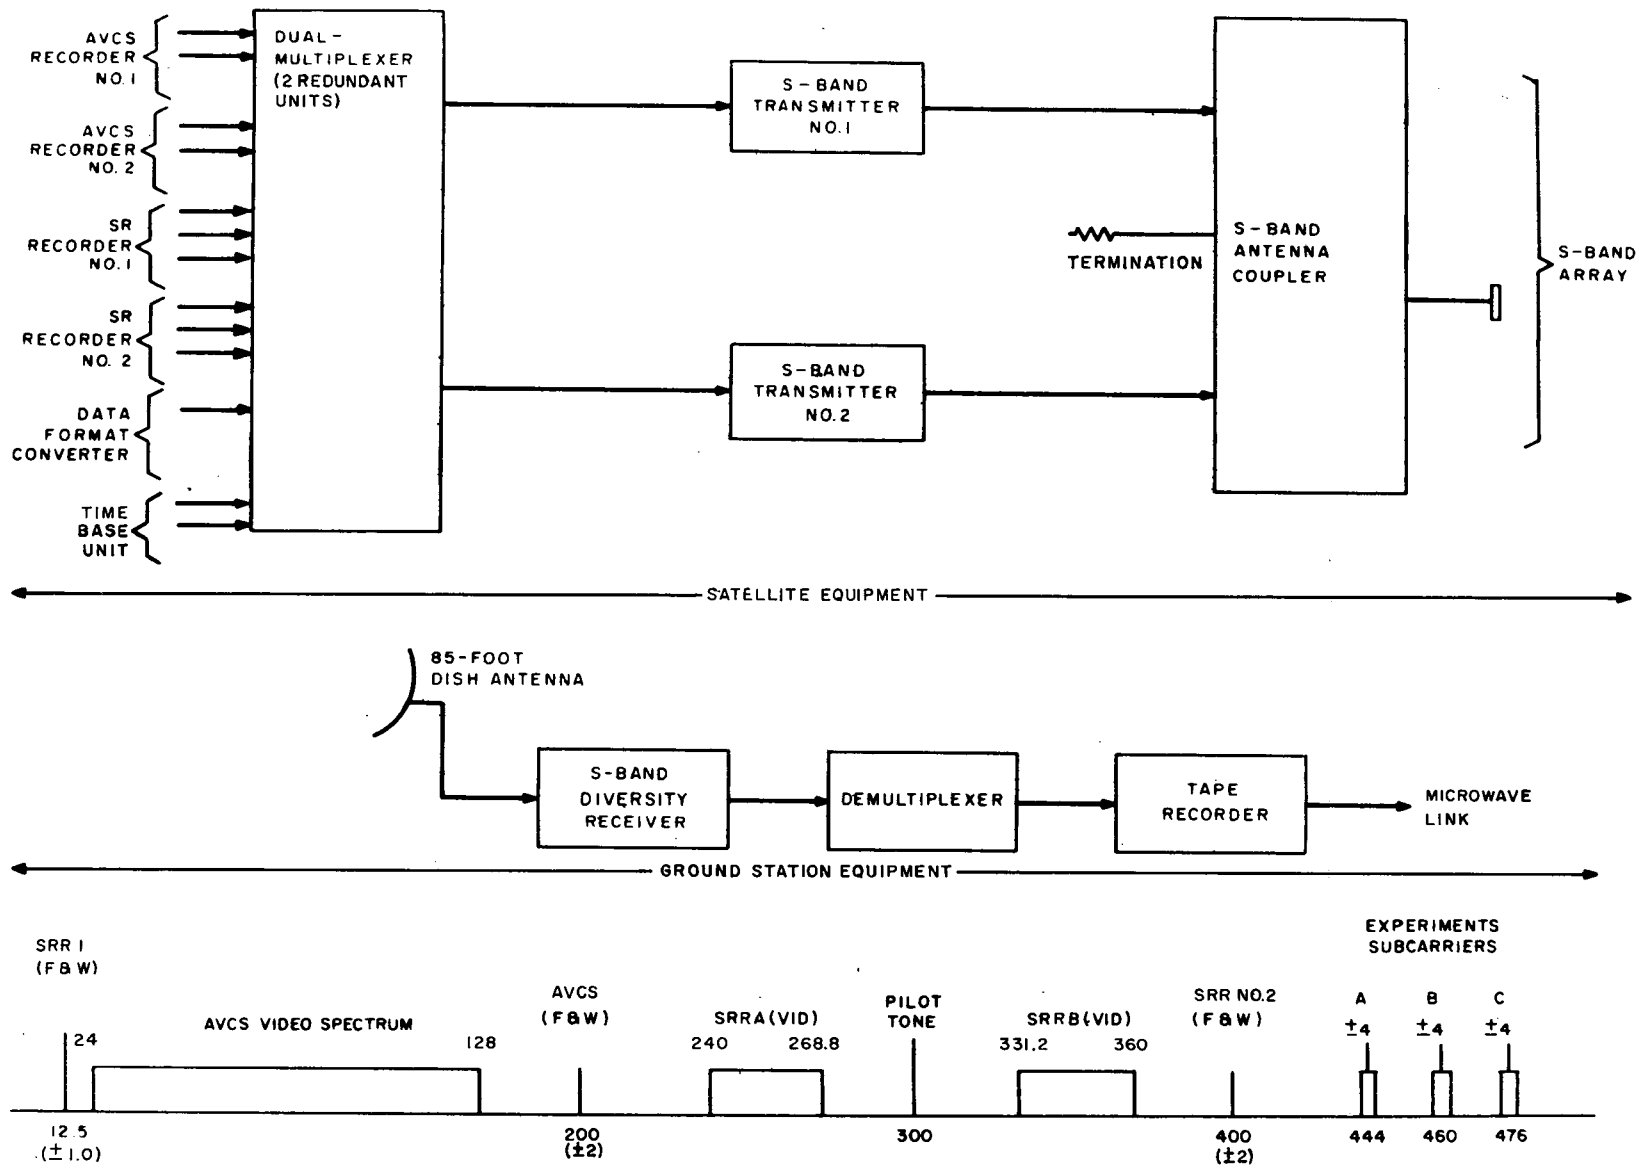 AVCS
RECORDER
NO.1
AVCS
RECORDER
NO. 2
SR
RECORDER
NO.1
SR
RECORDER
NO. 2
DATA
FORMAT
CONVERTER
TIME
BASE
UNIT
DUAL-
MULTIPLEXER
(2 REDUNDANT
UNITS)
S-BAND
TRANSMITTER
NO.1
S-BAND
TRANSMITTER
NO.2
TERMINATION
S-BAND
ANTENNA
COUPLER
S-BAND
ARRAY
SATELLITE EQUIPMENT
85-FOOT
DISH ANTENNA
S-BAND
DIVERSITY
RECEIVER
DEMULTIPLEXER
TAPE
RECORDER
MICROWAVE
LINK
GROUND STATION EQUIPMENT
EXPERIMENTS
SUBCARRIERS
SRR 1
(F&W)
AVCS
(F&W)
PILOT
TONE
SRR NO.2
(F&W)
A B C
±4 ±4 ±4
24 AVCS VIDEO SPECTRUM 128
SRRA (VID)
240 268.8
SRRB (VID)
331.2 360
12.5
(±1.0)
200
(±2)
300
400
(±2)
444 460 476